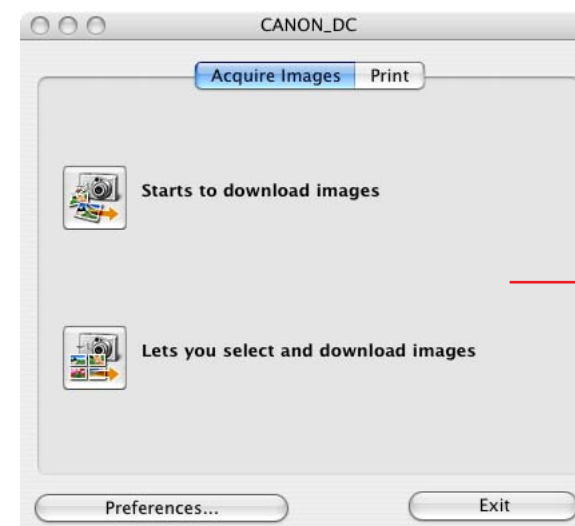 CANON_DC
Acquire Images Print
Starts to download images
Lets you select and download images
Preferences... Exit